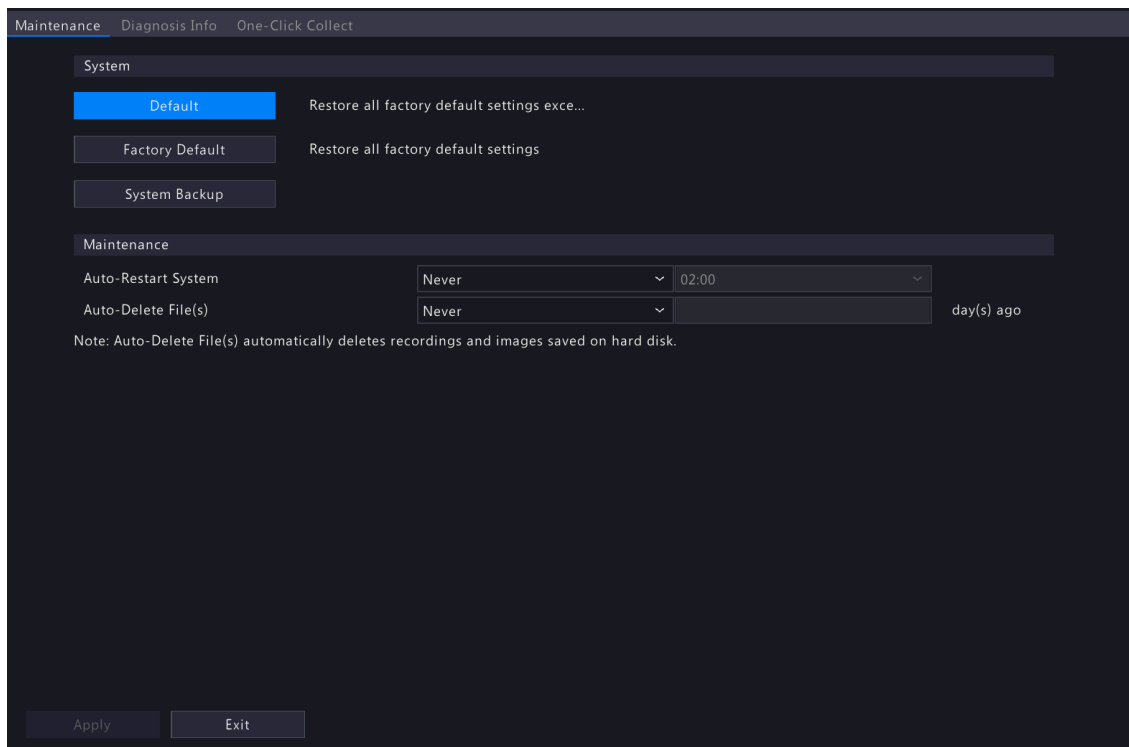 Maintenance Diagnosis Info One-Click Collect
System
Default Restore all factory default settings exce...
Factory Default Restore all factory default settings
System Backup
Maintenance
Auto-Restart System Never 02:00
Auto-Delete File(s) Never day(s) ago
Note: Auto-Delete File(s) automatically deletes recordings and images saved on hard disk.
Apply Exit